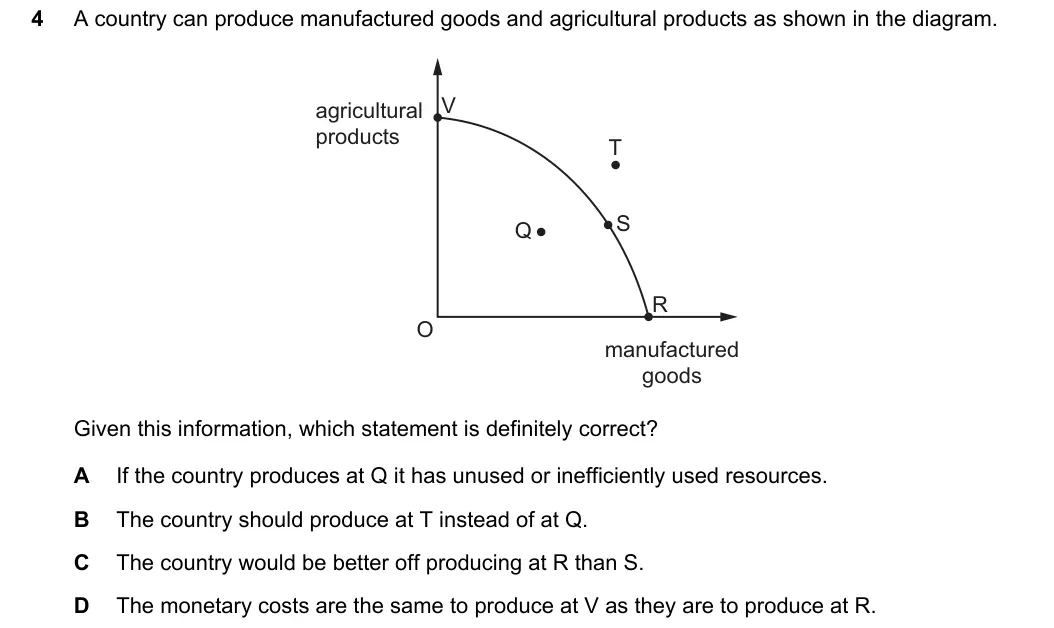 4 A country can produce manufactured goods and agricultural products as shown in the diagram.
agricultural
products
V
T
Q
S
R
O
manufactured
goods
Given this information, which statement is definitely correct?
A If the country produces at Q it has unused or inefficiently used resources.
B The country should produce at T instead of at Q.
C The country would be better off producing at R than S.
D The monetary costs are the same to produce at V as they are to produce at R.